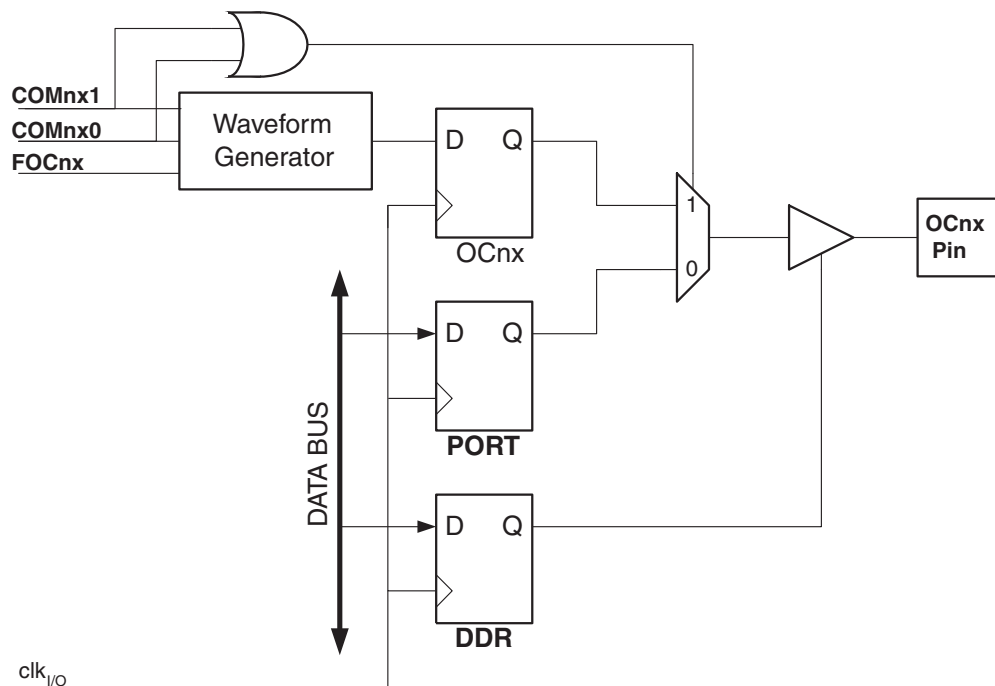 COMnx1
COMnx0
FOCnx
Waveform
Generator
D Q
OCnx
1
0
OCnx
Pin
D Q
PORT
DATA BUS
D Q
DDR
clkI/O